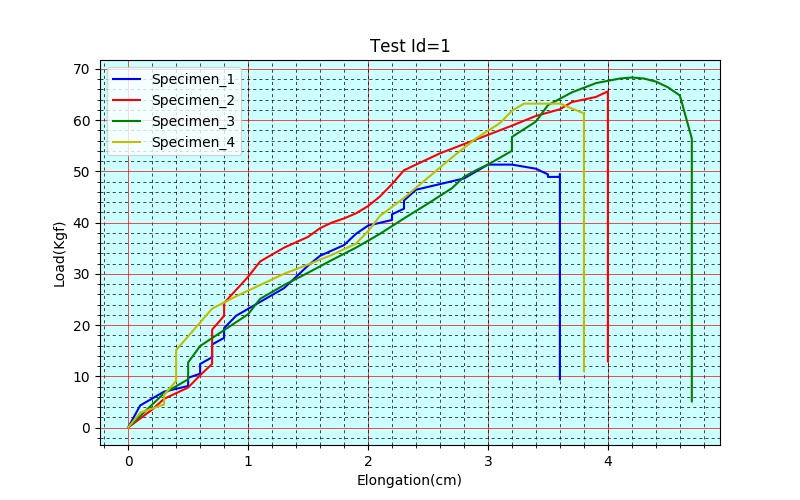 Test Id=1
Specimen_1
Specimen_2
Specimen_3
Specimen_4
Load(Kgf)
70
60
50
40
30
20
10
0
0 1 2 3 4
Elongation(cm)